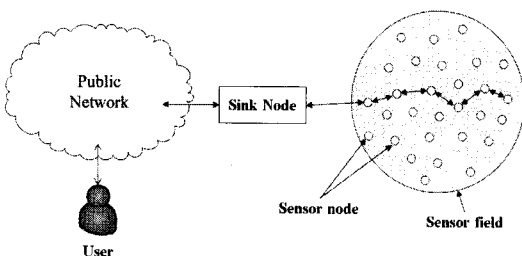 Public
Network
Sink Node
Sensor node
Sensor field
User